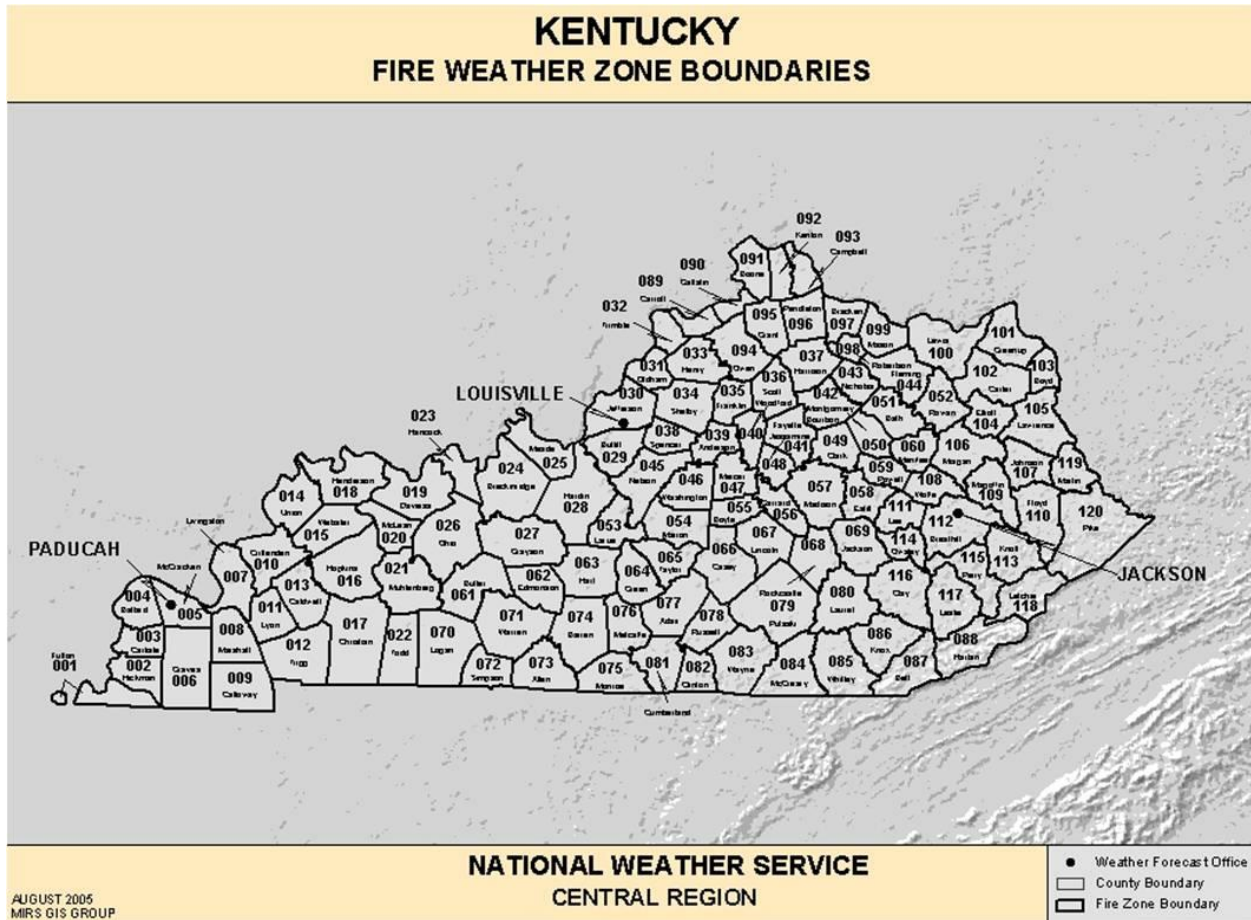 KENTUCKY
FIRE WEATHER ZONE BOUNDARIES
092
Kenton
093
Campbell
091
Boone
090
Gallatin
089
Carroll
032
Trimble
095
Grant
Pendleton
096
Bracken
097
099
Mason
Lewis
100
101
Greenup
033
Henry
094
Owen
037
Harrison
098
Robertson
Fleming
044
102
Carter
103
Boyd
031
Oldham
036
Scott
043
Nicholas
LOUISVILLE
030
Jefferson
034
Shelby
035
Franklin
Woodford
042
Montgomery
Bourbon
051
Bath
052
Rowan
Elliott
104
105
Lawrence
023
Hancock
Meade
025
024
Breckinridge
Bullitt
029
038
Spencer
039
Anderson
040
Fayette
Jessamine
041
049
Clark
050
060
Menifee
106
Morgan
Johnson
107
119
Martin
014
Union
Henderson
018
019
Daviess
045
Nelson
046
Washington
Mercer
047
048
057
Madison
059
Powell
108
Wolfe
Magoffin
109
Floyd
110
120
Pike
Livingston
Webster
015
McLean
020
026
Ohio
Hardin
028
053
Larue
054
Marion
055
Boyle
Garrard
056
058
Estill
111
Lee
112
Breathitt
PADUCAH
McCracken
007
Crittenden
010
Hopkins
016
021
Muhlenberg
027
Grayson
063
Hart
065
Taylor
066
Casey
067
Lincoln
068
069
Jackson
114
Owsley
115
Perry
Knott
113
JACKSON
004
Ballard
005
013
Caldwell
Butler
061
062
Edmonson
064
Green
Rockcastle
079
Pulaski
080
Laurel
116
Clay
117
Leslie
Letcher
118
003
Carlisle
008
Marshall
011
Lyon
017
Christian
022
Todd
070
Logan
071
Warren
074
Barren
076
Metcalfe
077
Adair
078
Russell
086
Knox
088
Harlan
Fulton
001
002
Hickman
Graves
006
009
Calloway
012
Trigg
072
Simpson
073
Allen
075
Monroe
081
082
Clinton
083
Wayne
084
McCreary
085
Whitley
087
Bell
Cumberland
NATIONAL WEATHER SERVICE
CENTRAL REGION
AUGUST 2005
MIRS GIS GROUP
Weather Forecast Office
County Boundary
Fire Zone Boundary